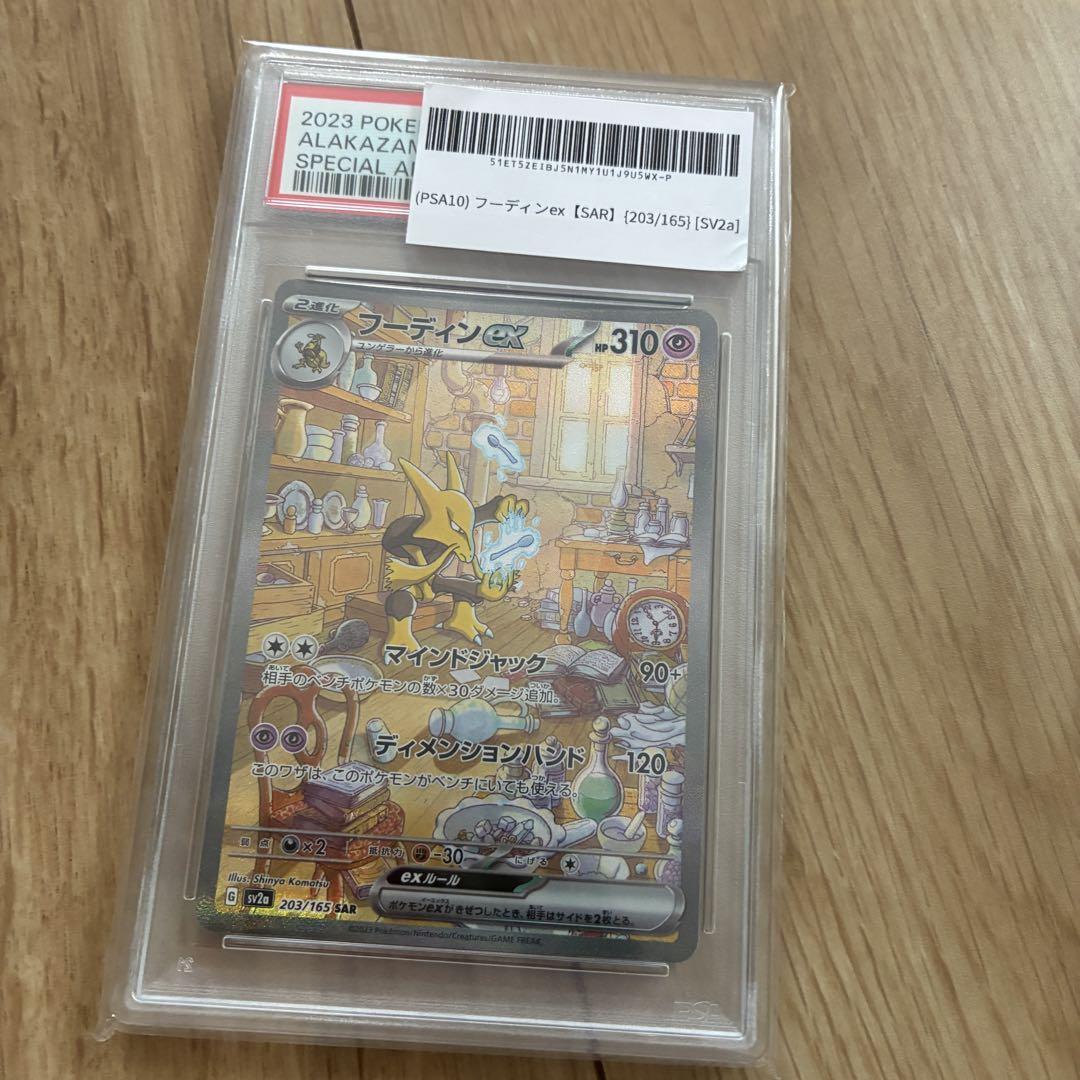 2023 POKE
ALAKAZAM
SPECIAL A
51ET5ZEIBJ5N1MY1U1J9U5WX-P
(PSA10) フーディンex【SAR】{203/165} [SV2a]
2進化
フーディンex
HP310
ユンゲラーから進化
マインドジャック 90+
相手のベンチポケモンの数×30ダメージ追加。
ディメンションハンド 120
このワザは、このポケモンがベンチにいても使える。
弱点 ×2 抵抗力 -30 にげる
Illus. Shinya Komatsu
exルール
G sv2a 203/165 SAR
ポケモンexがきぜつしたとき、相手はサイドを2枚とる。
©2023 Pokémon/Nintendo/Creatures/GAME FREAK.